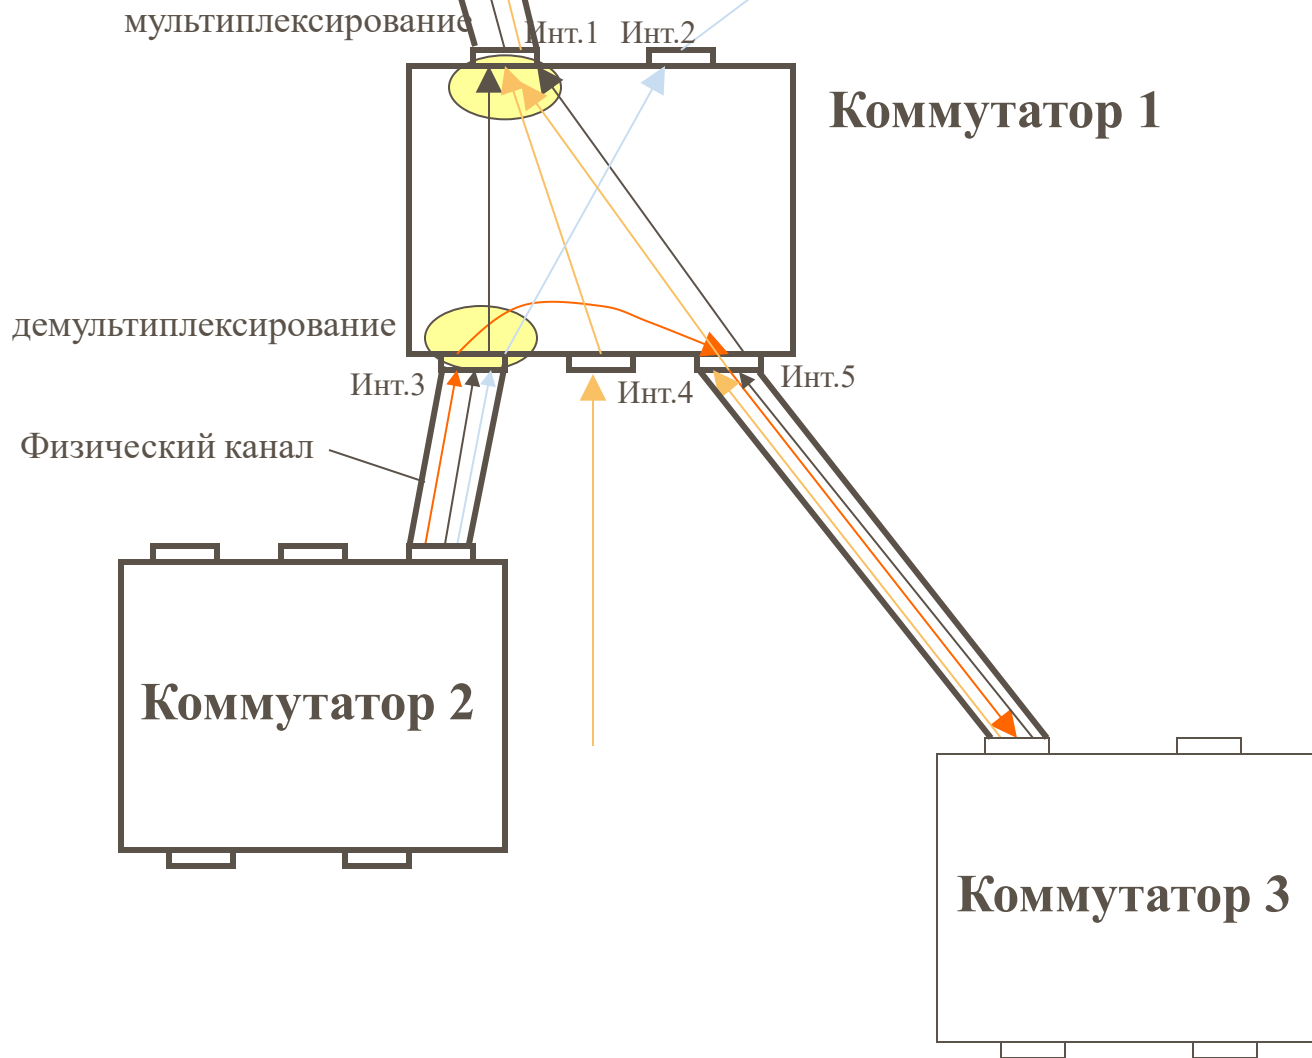 мультиплексирование
Инт.1 Инт.2
Коммутатор 1
демультиплексирование
Инт.3
Инт.4
Инт.5
Физический канал
Коммутатор 2
Коммутатор 3